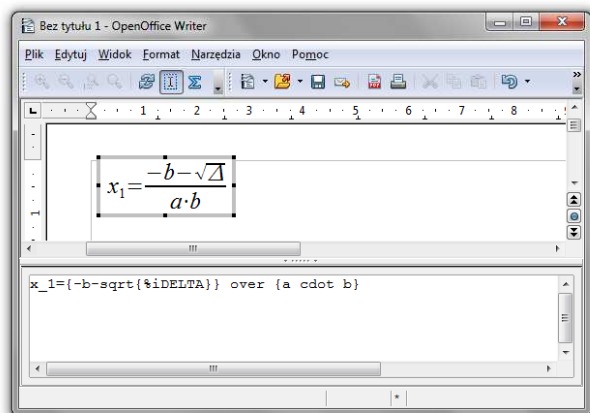 Bez tytułu 1 - OpenOffice Writer
Plik Edytuj Widok Format Narzędzia Okno Pomoc
1 2 3 4 5 6 7 8
x₁=(-b-√Δ)/(a·b)
1
x_1={-b-sqrt{%iDELTA}} over {a cdot b}
*